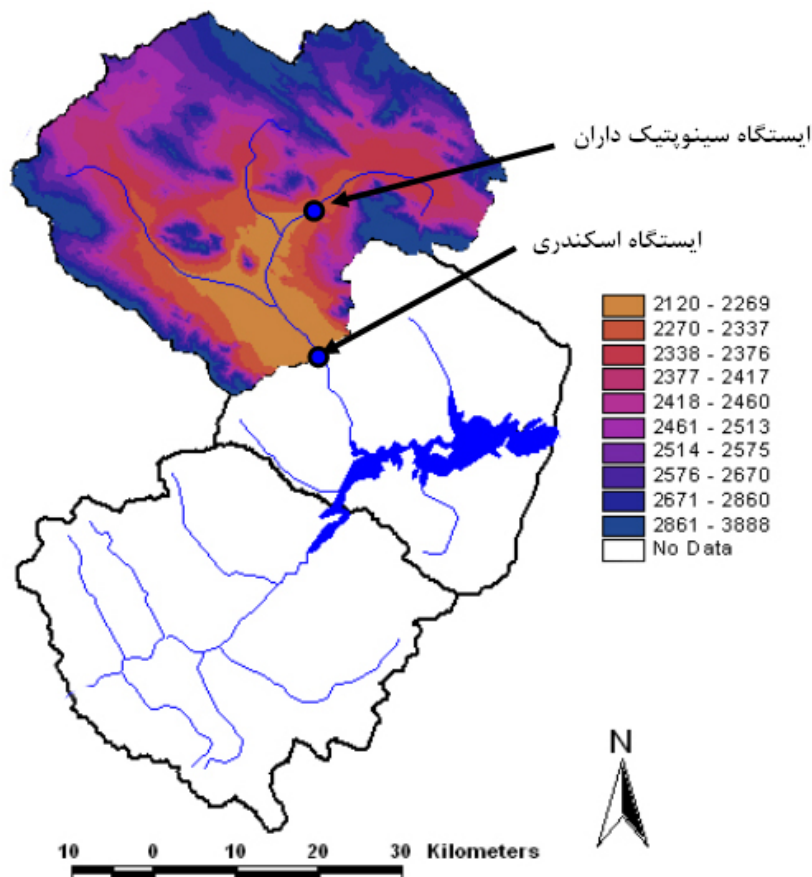 ایستگاه سینوپتیک داران
ایستگاه اسکندری
2120 - 2269
2270 - 2337
2338 - 2376
2377 - 2417
2418 - 2460
2461 - 2513
2514 - 2575
2576 - 2670
2671 - 2860
2861 - 3888
No Data
N
10 0 10 20 30 Kilometers